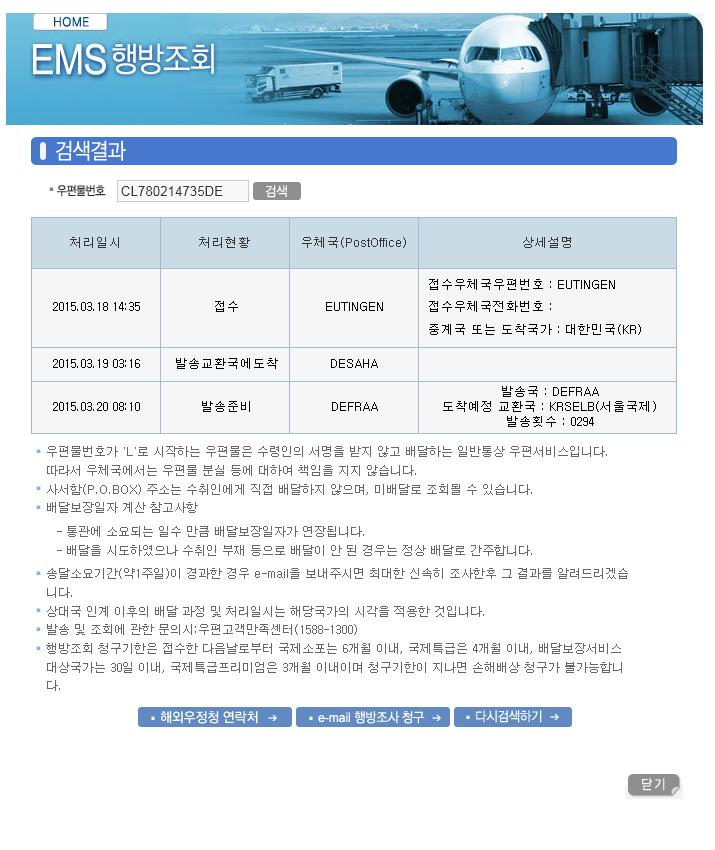 HOME
EMS 행방조회
검색결과
우편물번호 CL780214735DE 검색
처리일시 처리현황 우체국(PostOffice) 상세설명
2015.03.18 14:35 접수 EUTINGEN 접수우체국우편번호 : EUTINGEN
접수우체국전화번호 :
중계국 또는 도착국가 : 대한민국(KR)
2015.03.19 03:16 발송교환국에도착 DESAHA
2015.03.20 08:10 발송준비 DEFRAA 발송국 : DEFRAA
도착예정 교환국 : KRSELB(서울국제)
발송횟수 : 0294
우편물번호가 'L'로 시작하는 우편물은 수령인의 서명을 받지 않고 배달하는 일반통상 우편서비스입니다.
따라서 우체국에서는 우편물 분실 등에 대하여 책임을 지지 않습니다.
사서함(P.O.BOX) 주소는 수취인에게 직접 배달하지 않으며, 미배달로 조회될 수 있습니다.
배달보장일자 계산 참고사항
- 통관에 소요되는 일수 만큼 배달보장일자가 연장됩니다.
- 배달을 시도하였으나 수취인 부재 등으로 배달이 안 된 경우는 정상 배달로 간주합니다.
송달소요기간(약1주일)이 경과한 경우 e-mail을 보내주시면 최대한 신속히 조사한후 그 결과를 알려드리겠습
니다.
상대국 인계 이후의 배달 과정 및 처리일시는 해당국가의 시각을 적용한 것입니다.
발송 및 조회에 관한 문의시:우편고객만족센터(1588-1300)
행방조회 청구기한은 접수한 다음날로부터 국제소포는 6개월 이내, 국제특급은 4개월 이내, 배달보장서비스
대상국가는 30일 이내, 국제특급프리미엄은 3개월 이내이며 청구기한이 지나면 손해배상 청구가 불가능합니
다.
해외우정청 연락처 → e-mail 행방조사 청구 → 다시검색하기 →
닫기